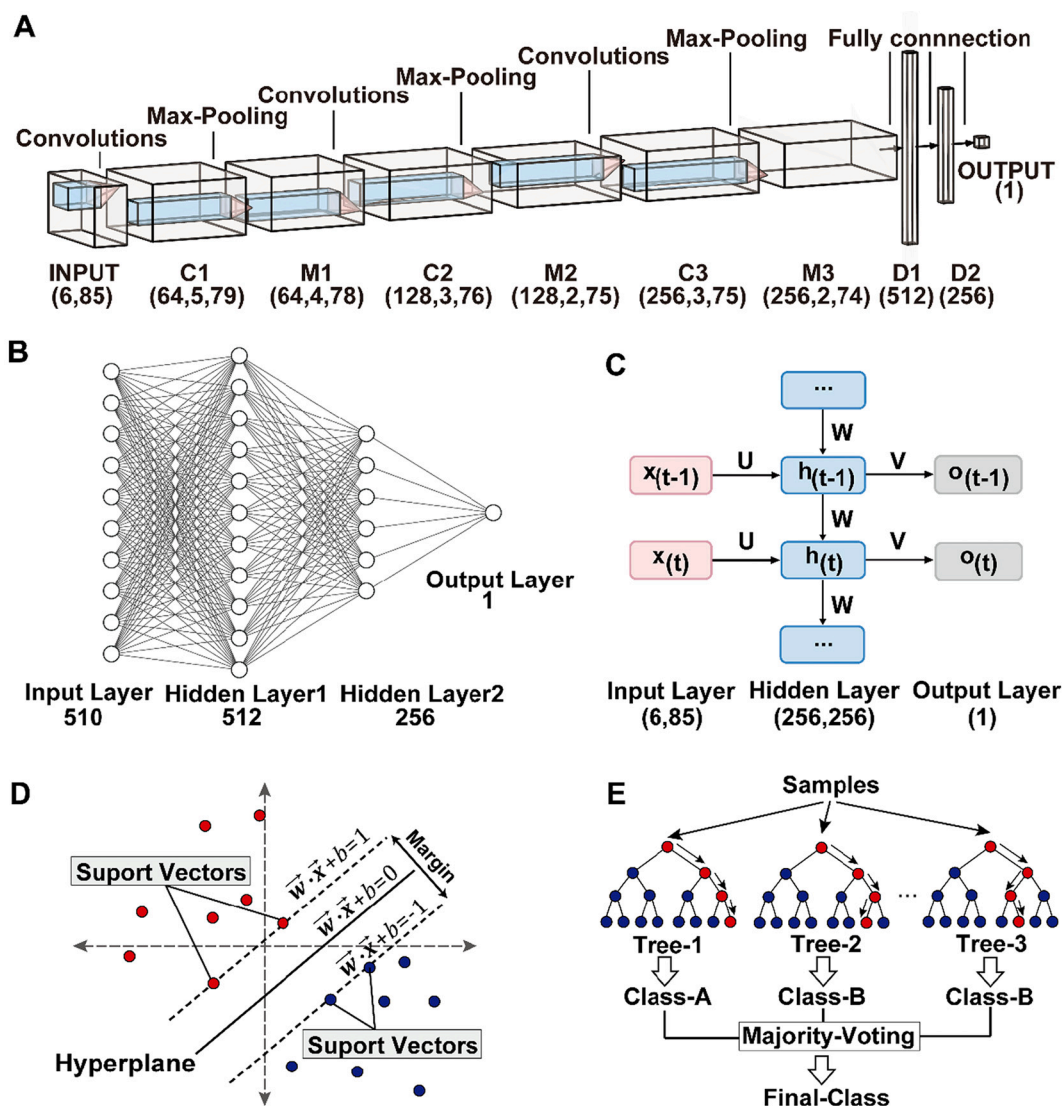 A
Convolutions
Max-Pooling
Convolutions
Max-Pooling
Convolutions
Max-Pooling
Fully connnection
OUTPUT
(1)
INPUT C1 M1 C2 M2 C3 M3 D1 D2
(6,85) (64,5,79) (64,4,78) (128,3,76) (128,2,75) (256,3,75) (256,2,74) (512) (256)
B
Output Layer
1
Input Layer Hidden Layer1 Hidden Layer2
510 512 256
C
...
W
x(t-1) U h(t-1) V o(t-1)
W
x(t) U h(t) V o(t)
W
...
Input Layer Hidden Layer Output Layer
(6,85) (256,256) (1)
D
Suport Vectors
w⃗·x⃗+b=1
Margin
w⃗·x⃗+b=0
w⃗·x⃗+b=-1
Hyperplane
Suport Vectors
E
Samples
...
Tree-1 Tree-2 Tree-3
Class-A Class-B Class-B
Majority-Voting
Final-Class